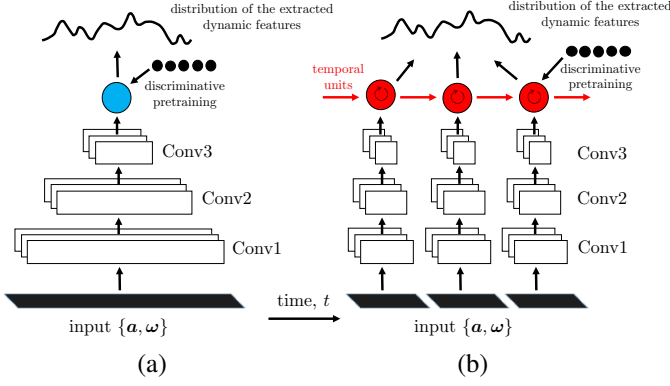 distribution of the extracted
dynamic features
discriminative
pretraining
Conv3
Conv2
Conv1
input {a, ω}
(a)
time, t
distribution of the extracted
dynamic features
temporal
units
discriminative
pretraining
Conv3
Conv2
Conv1
input {a, ω}
(b)